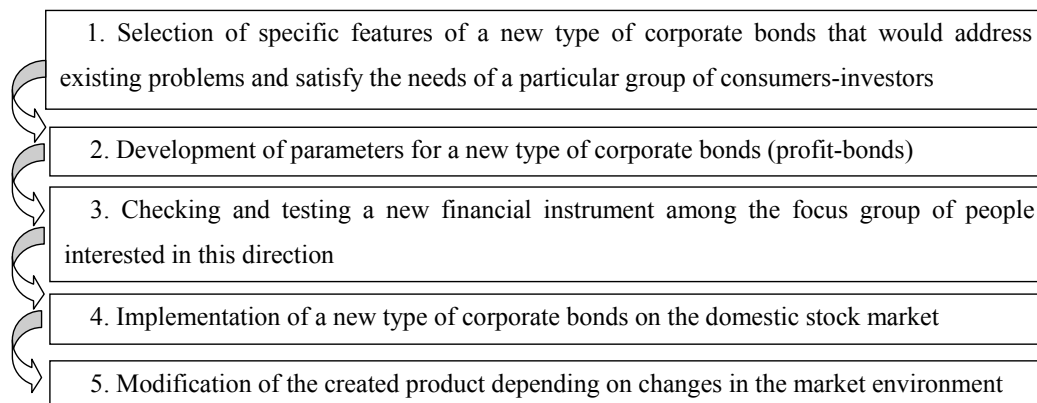 1. Selection of specific features of a new type of corporate bonds that would address
existing problems and satisfy the needs of a particular group of consumers-investors
2. Development of parameters for a new type of corporate bonds (profit-bonds)
3. Checking and testing a new financial instrument among the focus group of people
interested in this direction
4. Implementation of a new type of corporate bonds on the domestic stock market
5. Modification of the created product depending on changes in the market environment